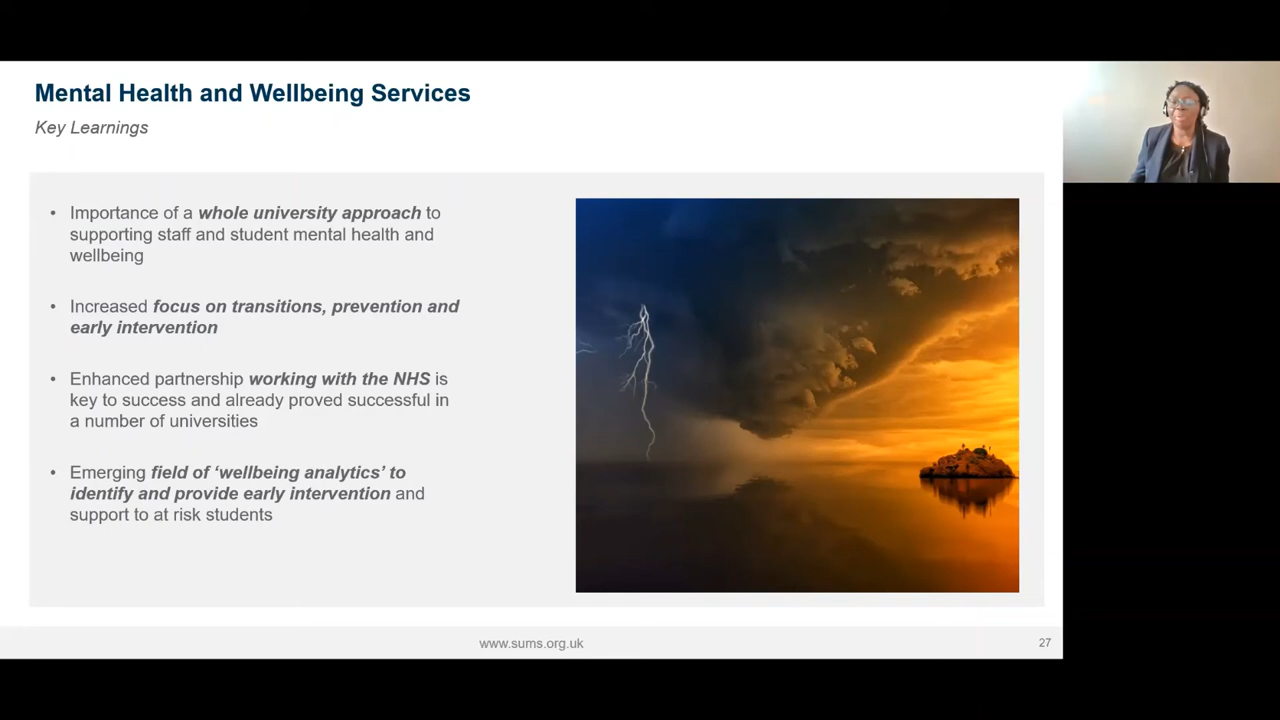 Mental Health and Wellbeing Services
Key Learnings
• Importance of a whole university approach to
supporting staff and student mental health and
wellbeing
• Increased focus on transitions, prevention and
early intervention
• Enhanced partnership working with the NHS is
key to success and already proved successful in
a number of universities
• Emerging field of ‘wellbeing analytics’ to
identify and provide early intervention and
support to at risk students
www.sums.org.uk
27